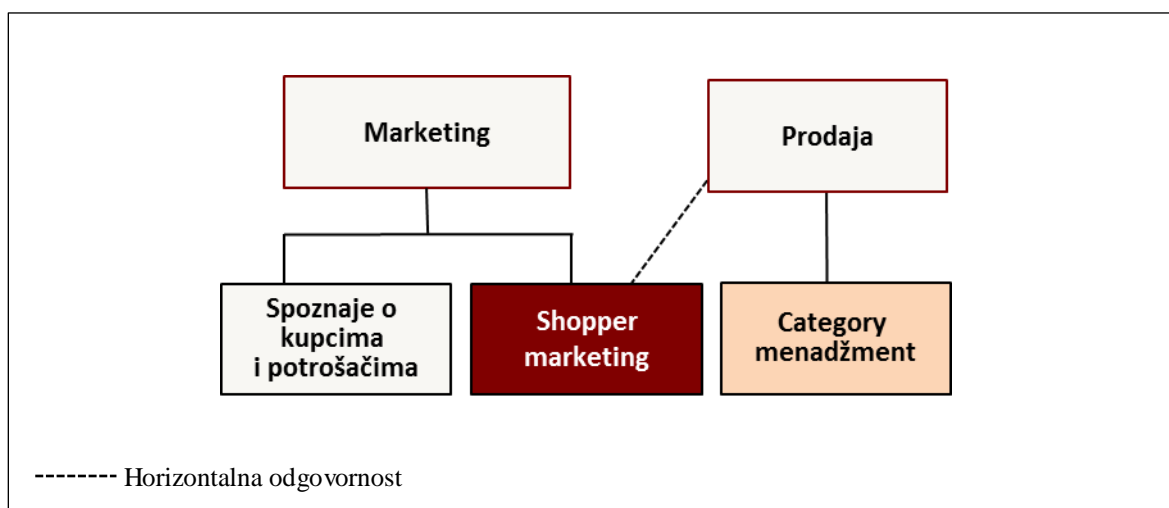 Marketing
Prodaja
Spoznaje o
kupcima
i potrošačima
Shopper
marketing
Category
menadžment
Horizontalna odgovornost